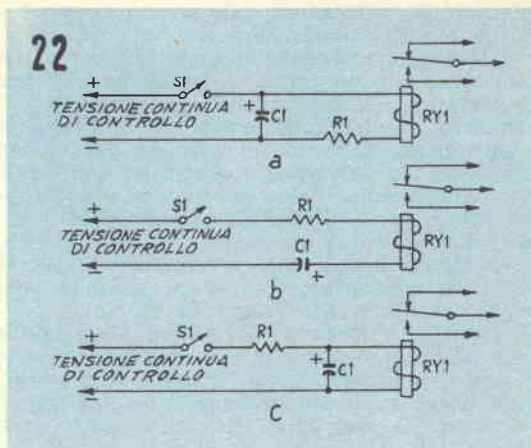 22
+ S1
TENSIONE CONTINUA
DI CONTROLLO
−
+ C1
R1
RY1
a
+ S1 R1
TENSIONE CONTINUA
DI CONTROLLO
−
C1 +
RY1
b
+ S1 R1
TENSIONE CONTINUA
DI CONTROLLO
−
+ C1
RY1
C